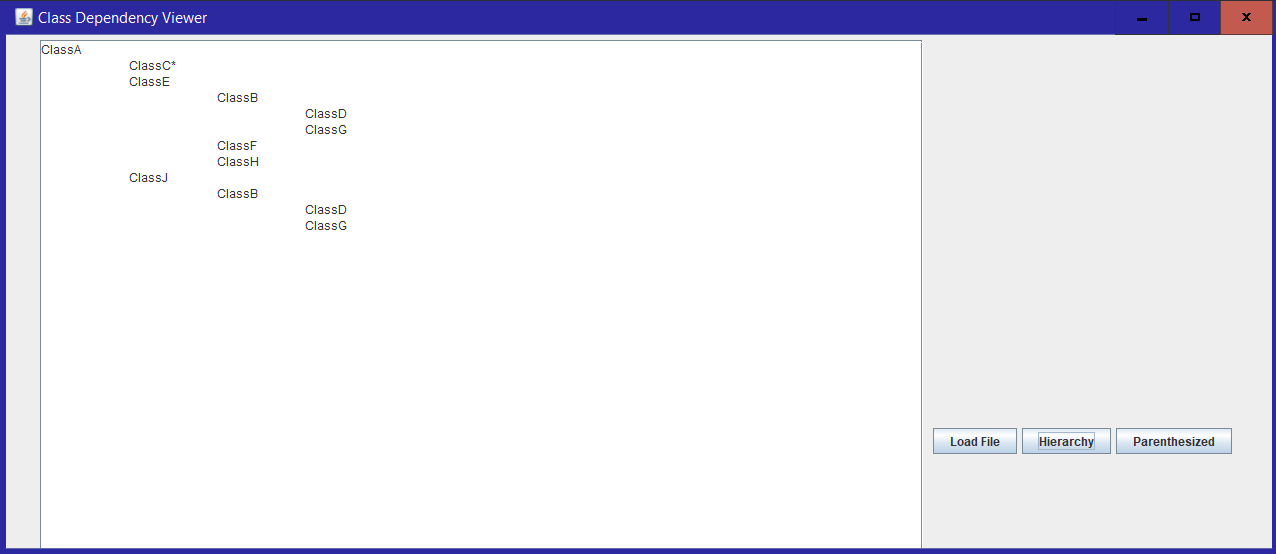 Class Dependency Viewer
ClassA
ClassC*
ClassE
ClassB
ClassD
ClassG
ClassF
ClassH
ClassJ
ClassB
ClassD
ClassG
Load File
Hierarchy
Parenthesized